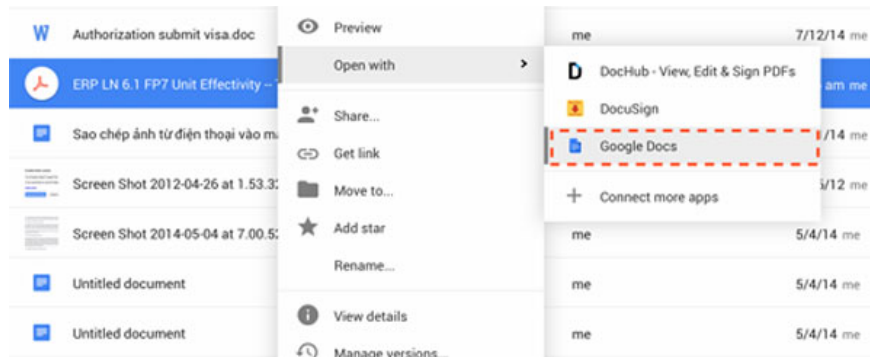 Authorization submit visa.doc
Preview
me
7/12/14 me
Open with
DocHub - View, Edit & Sign PDFs
ERP LN 6.1 FP7 Unit Effectivity --
am me
DocuSign
Share...
Sao chép ảnh từ điện thoại vào
Google Docs
/14 me
Get link
Screen Shot 2012-04-26 at 1.53.3
Move to...
Connect more apps
/12 me
Screen Shot 2014-05-04 at 7.00.5
Add star
me
5/4/14 me
Rename...
Untitled document
me
5/4/14 me
View details
Untitled document
me
5/4/14 me
Manage versions...